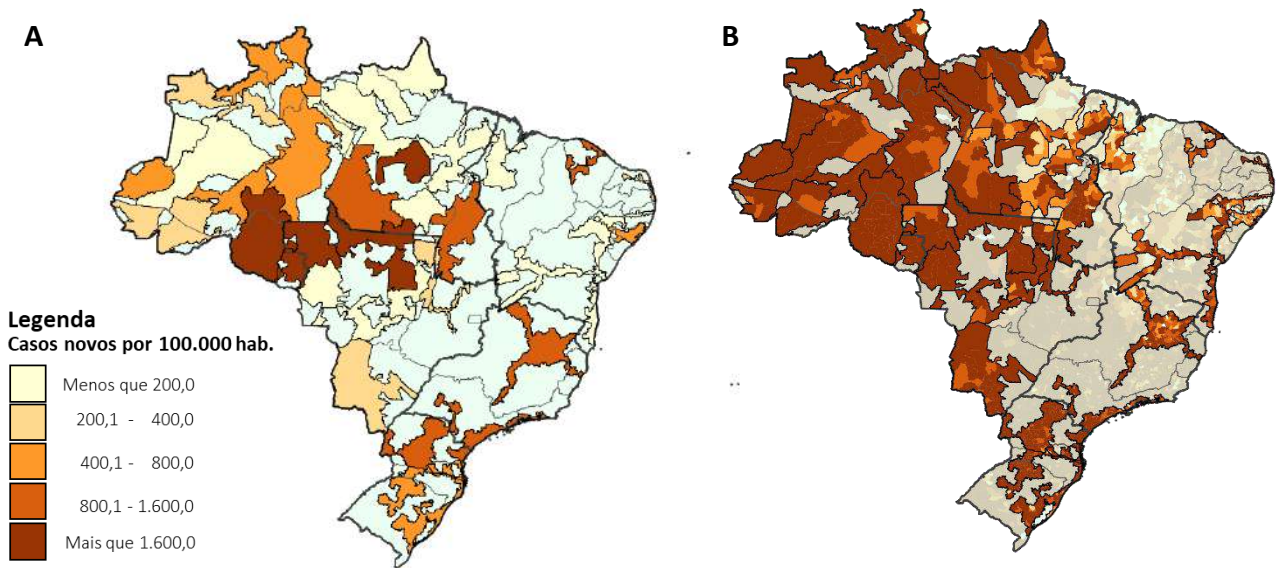 A
B
Legenda
Casos novos por 100.000 hab.
Menos que 200,0
200,1 - 400,0
400,1 - 800,0
800,1 - 1.600,0
Mais que 1.600,0